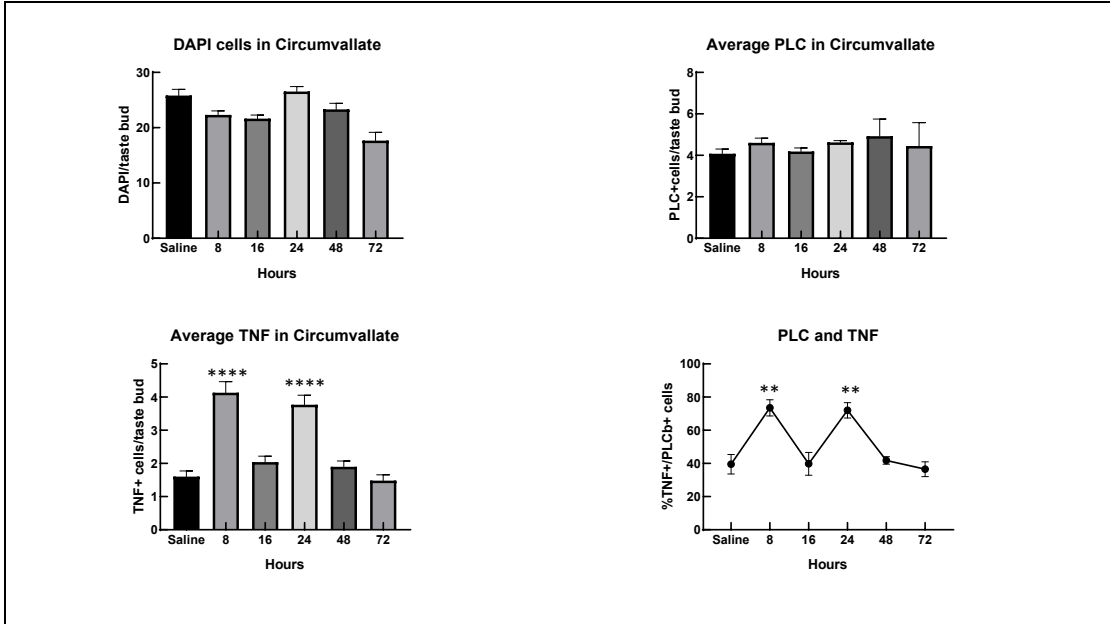 DAPI cells in Circumvallate
DAPI/taste bud
30
20
10
0
Saline 8 16 24 48 72
Hours
Average PLC in Circumvallate
PLC+cells/taste bud
8
6
4
2
0
Saline 8 16 24 48 72
Hours
Average TNF in Circumvallate
TNF+ cells/taste bud
5
4
3
2
1
0
****
****
Saline 8 16 24 48 72
Hours
PLC and TNF
%TNF+/PLCb+ cells
100
80
60
40
20
0
**
**
Saline 8 16 24 48 72
Hours